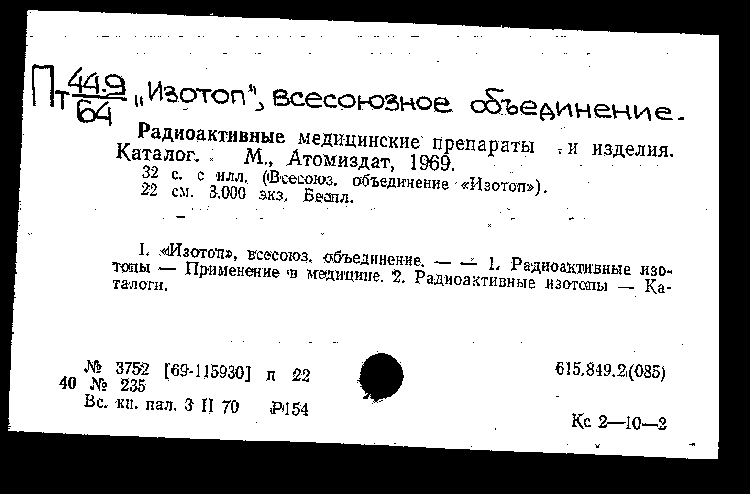 Пт 44.9/64 „Изотоп", всесоюзное объединение.
Радиоактивные медицинские препараты и изделия.
Каталог. М., Атомиздат, 1969.
32 с. с илл. (Всесоюз. объединение «Изотоп»).
22 см. 3.000 экз. Беспл.
I. «Изотоп», всесоюз. объединение. — — 1. Радиоактивные изо-
топы — Применение в медицине. 2. Радиоактивные изотопы — Ка-
талоги.
№ 3752 [69-115930] п 22
615.849.2(085)
40 № 235
Вс. кн. пал. 3 II 70 Р154
Кс 2—10—2